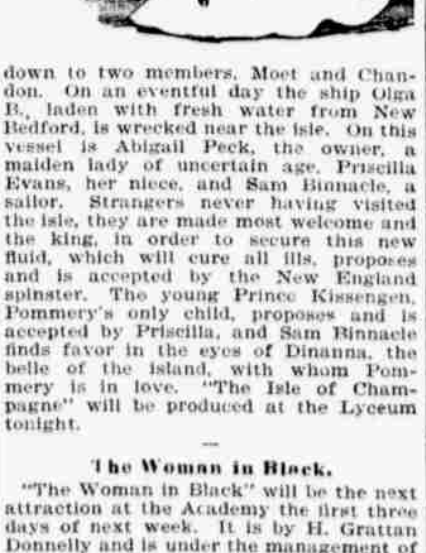 down to two members, Moet and Chan-
don. On an eventful day the ship Olga
B., laden with fresh water from New
Bedford, is wrecked near the isle. On this
vessel is Abigail Peck, the owner, a
maiden lady of uncertain age, Priscilla
Evans, her niece, and Sam Binnacle, a
sailor. Strangers never having visited
the isle, they are made most welcome and
the king, in order to secure this new
fluid, which will cure all ills, proposes
and is accepted by the New England
spinster. The young Prince Kissengen,
Pommery's only child, proposes and is
accepted by Priscilla, and Sam Binnacle
finds favor in the eyes of Dinanna, the
belle of the island, with whom Pom-
mery is in love. "The Isle of Cham-
pagne" will be produced at the Lyceum
tonight.
The Woman in Black.
"The Woman in Black" will be the next
attraction at the Academy the first three
days of next week. It is by H. Grattan
Donnelly and is under the management of